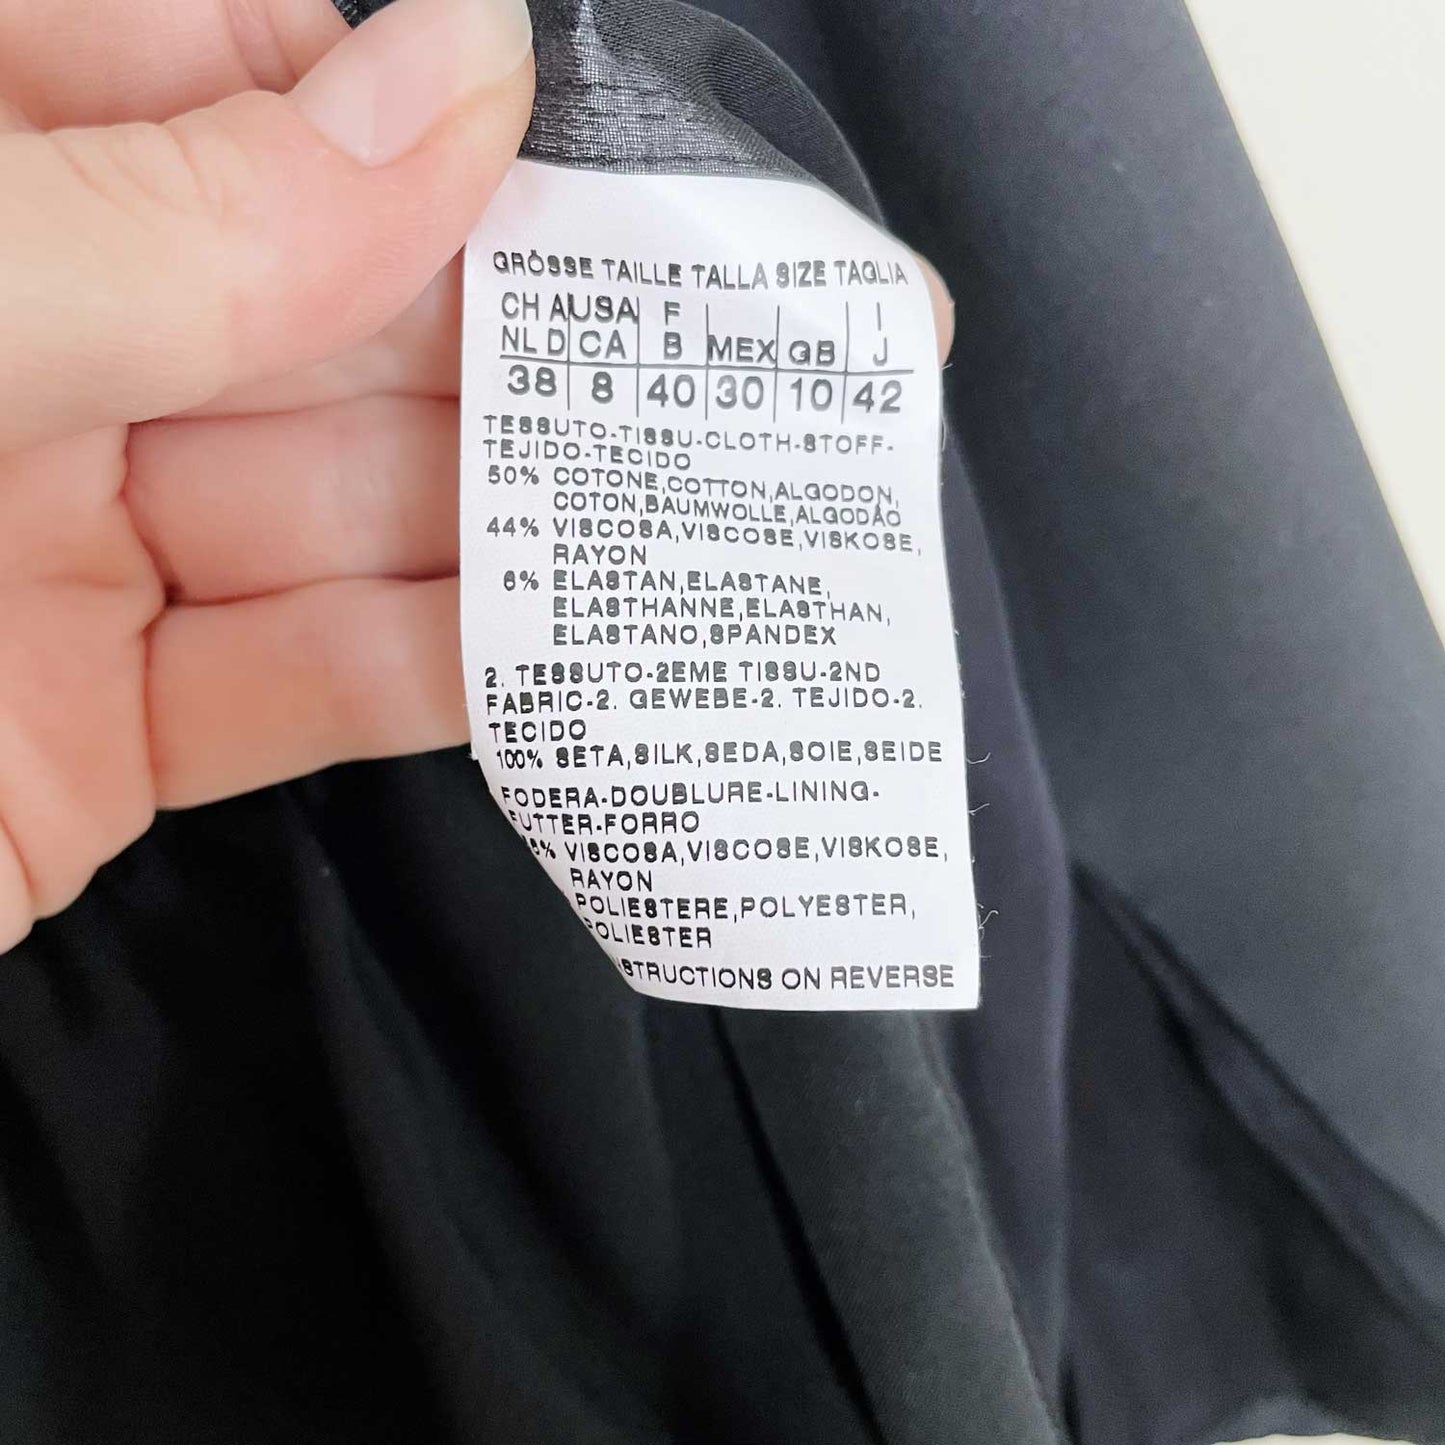 GRÖSSE TAILLE TALLA SIZE TAGLIA
CH A USA F I
NL D CA B MEX GB J
38 8 40 30 10 42
TESSUTO-TISSU-CLOTH-STOFF-
TEJIDO-TECIDO
50% COTONE,COTTON,ALGODON,
COTON,BAUMWOLLE,ALGODÃO
44% VISCOSA,VISCOSE,VISKOSE,
RAYON
6% ELASTAN,ELASTANE,
ELASTHANNE,ELASTHAN,
ELASTANO,SPANDEX
2. TESSUTO-2EME TISSU-2ND
FABRIC-2. GEWEBE-2. TEJIDO-2.
TECIDO
100% SETA,SILK,SEDA,SOIE,SEIDE
FODERA-DOUBLURE-LINING-
FUTTER-FORRO
VISCOSA,VISCOSE,VISKOSE,
RAYON
POLIESTERE,POLYESTER,
POLIESTER
ON REVERSE